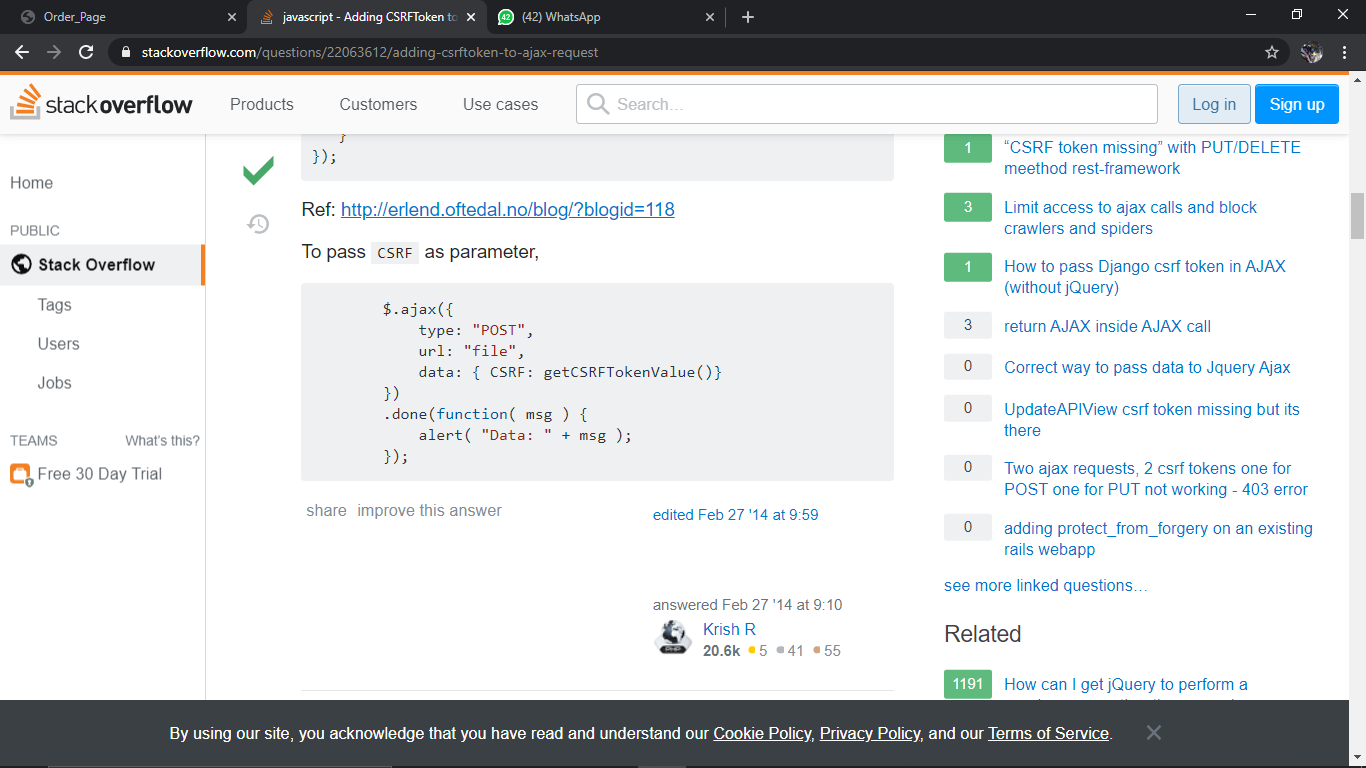 Order_Page
javascript - Adding CSRFToken to
(42) WhatsApp
stackoverflow.com/questions/22063612/adding-csrftoken-to-ajax-request
stackoverflow
Products
Customers
Use cases
Search...
Log in
Sign up
Home
PUBLIC
Stack Overflow
Tags
Users
Jobs
TEAMS
What's this?
Free 30 Day Trial
}
});
Ref: http://erlend.oftedal.no/blog/?blogid=118
To pass CSRF as parameter,
$.ajax({
type: "POST",
url: "file",
data: { CSRF: getCSRFTokenValue()}
})
.done(function( msg ) {
alert( "Data: " + msg );
});
share improve this answer
edited Feb 27 '14 at 9:59
answered Feb 27 '14 at 9:10
Krish R
20.6k 5 41 55
1 “CSRF token missing” with PUT/DELETE
meethod rest-framework
3 Limit access to ajax calls and block
crawlers and spiders
1 How to pass Django csrf token in AJAX
(without jQuery)
3 return AJAX inside AJAX call
0 Correct way to pass data to Jquery Ajax
0 UpdateAPIView csrf token missing but its
there
0 Two ajax requests, 2 csrf tokens one for
POST one for PUT not working - 403 error
0 adding protect_from_forgery on an existing
rails webapp
see more linked questions…
Related
1191 How can I get jQuery to perform a
By using our site, you acknowledge that you have read and understand our Cookie Policy, Privacy Policy, and our Terms of Service.